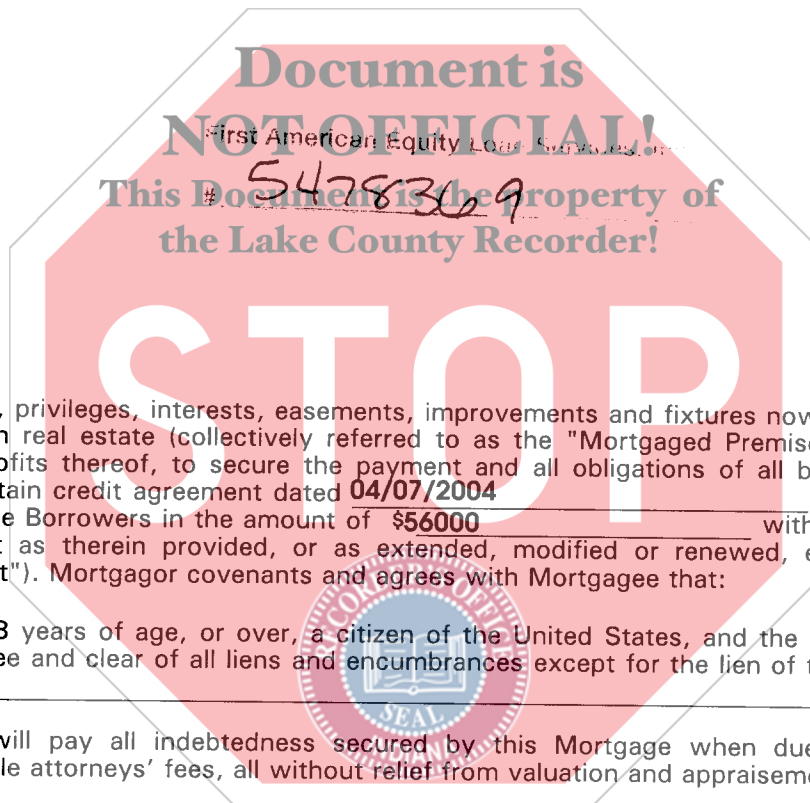 Document is
NOT OFFICIAL!
First American Equity Loan Services,
This Document is the property of
# 5478369
the Lake County Recorder!
STOP
, privileges, interests, easements, improvements and fixtures now
real estate (collectively referred to as the "Mortgaged Premis
ofits thereof, to secure the payment and all obligations of all b
tain credit agreement dated 04/07/2004
e Borrowers in the amount of $56000 with
as therein provided, or as extended, modified or renewed, e
t"). Mortgagor covenants and agrees with Mortgagee that:
years of age, or over, a citizen of the United States, and the
ee and clear of all liens and encumbrances except for the lien of t
RECORDER'S OFFICE
SEAL
will pay all indebtedness secured by this Mortgage when due
le attorneys' fees, all without relief from valuation and appraiseme